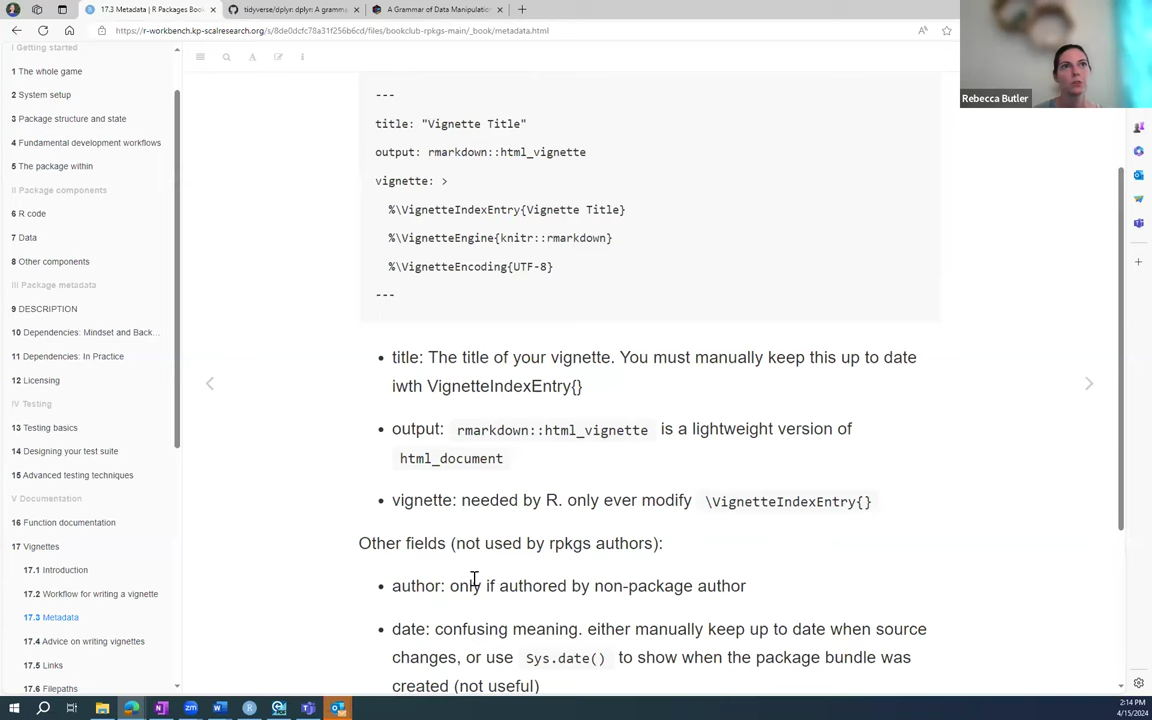 17.3 Metadata | R Packages Boo
tidyverse/dplyr: dplyr: A gramma
A Grammar of Data Manipulation
https://r-workbench.kp-scalresearch.org/s/8de0dcfc78a31f256b6cd/files/bookclub-rpkgs-main/_book/metadata.html
Rebecca Butler
I Getting started
1 The whole game
2 System setup
3 Package structure and state
4 Fundamental development workflows
5 The package within
II Package components
6 R code
7 Data
8 Other components
III Package metadata
9 DESCRIPTION
10 Dependencies: Mindset and Back...
11 Dependencies: In Practice
12 Licensing
IV Testing
13 Testing basics
14 Designing your test suite
15 Advanced testing techniques
V Documentation
16 Function documentation
17 Vignettes
17.1 Introduction
17.2 Workflow for writing a vignette
17.3 Metadata
17.4 Advice on writing vignettes
17.5 Links
17.6 Filepaths
---
title: "Vignette Title"
output: rmarkdown::html_vignette
vignette: >
%\VignetteIndexEntry{Vignette Title}
%\VignetteEngine{knitr::rmarkdown}
%\VignetteEncoding{UTF-8}
---
• title: The title of your vignette. You must manually keep this up to date
iwth VignetteIndexEntry{}
• output: rmarkdown::html_vignette is a lightweight version of
html_document
• vignette: needed by R. only ever modify \VignetteIndexEntry{}
Other fields (not used by rpkgs authors):
• author: only if authored by non-package author
• date: confusing meaning. either manually keep up to date when source
changes, or use Sys.date() to show when the package bundle was
created (not useful)
2:14 PM
4/15/2024